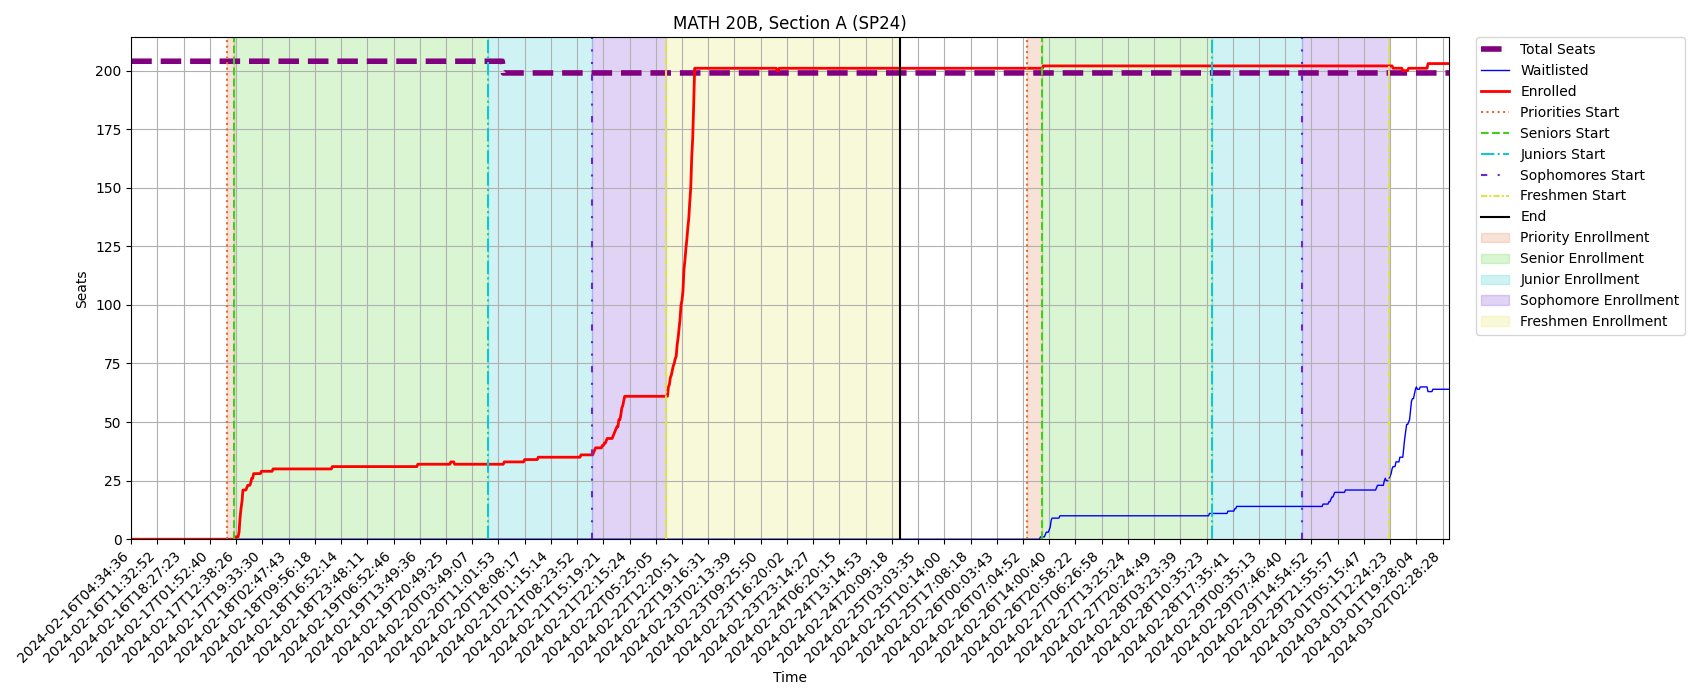 MATH 20B, Section A (SP24)
Seats
200
175
150
125
100
75
50
25
0
2024-02-16T04:34:36
2024-02-16T11:32:52
2024-02-16T18:27:23
2024-02-17T01:52:40
2024-02-17T12:38:26
2024-02-17T19:33:30
2024-02-18T02:47:43
2024-02-18T09:56:18
2024-02-18T16:52:14
2024-02-18T23:48:11
2024-02-19T06:52:46
2024-02-19T13:49:36
2024-02-19T20:49:25
2024-02-20T03:49:07
2024-02-20T11:01:53
2024-02-20T18:08:17
2024-02-21T01:15:14
2024-02-21T08:23:52
2024-02-21T15:19:21
2024-02-21T22:15:24
2024-02-22T05:25:05
2024-02-22T12:20:51
2024-02-22T19:16:31
2024-02-23T02:13:39
2024-02-23T09:25:50
2024-02-23T16:20:02
2024-02-23T23:14:27
2024-02-24T06:20:15
2024-02-24T13:14:53
2024-02-24T20:09:18
2024-02-25T03:03:35
2024-02-25T10:14:00
2024-02-25T17:08:18
2024-02-26T00:03:43
2024-02-26T07:04:52
2024-02-26T14:00:40
2024-02-26T20:58:22
2024-02-27T06:26:58
2024-02-27T13:25:24
2024-02-27T20:24:49
2024-02-28T03:23:39
2024-02-28T10:35:23
2024-02-28T17:35:41
2024-02-29T00:35:13
2024-02-29T07:46:40
2024-02-29T14:54:52
2024-02-29T21:55:57
2024-03-01T05:15:47
2024-03-01T12:24:23
2024-03-01T19:28:04
2024-03-02T02:28:28
Time
Total Seats
Waitlisted
Enrolled
Priorities Start
Seniors Start
Juniors Start
Sophomores Start
Freshmen Start
End
Priority Enrollment
Senior Enrollment
Junior Enrollment
Sophomore Enrollment
Freshmen Enrollment